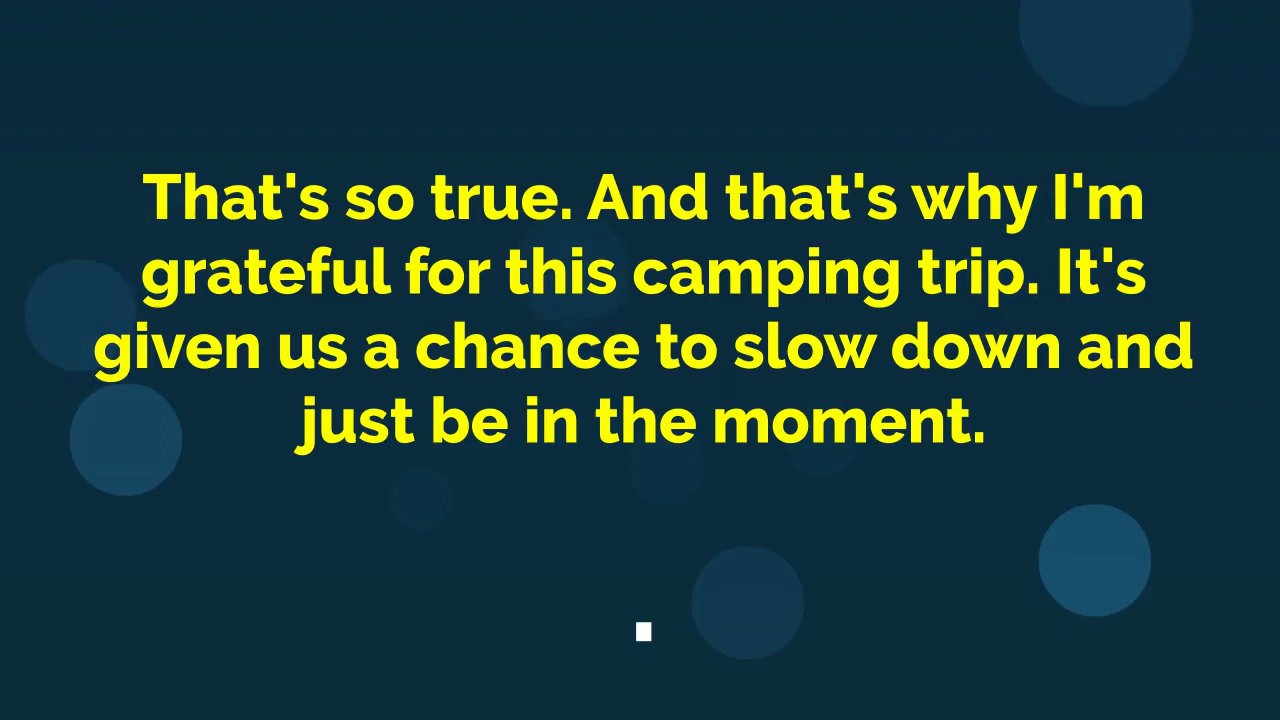 That's so true. And that's why I'm
grateful for this camping trip. It's
given us a chance to slow down and
just be in the moment.